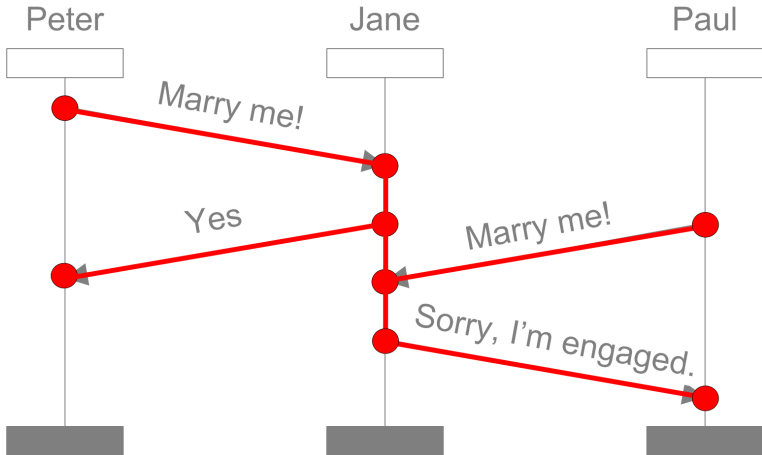 Peter
Jane
Paul
Marry me!
Yes
Marry me!
Sorry, I’m engaged.